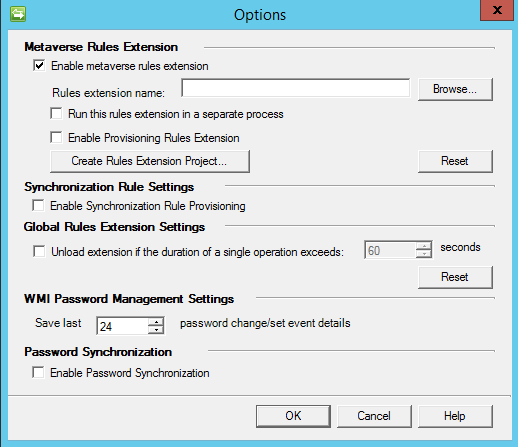 Options
x
Metaverse Rules Extension
Enable metaverse rules extension
Rules extension name:
Browse...
Run this rules extension in a separate process
Enable Provisioning Rules Extension
Create Rules Extension Project...
Reset
Synchronization Rule Settings
Enable Synchronization Rule Provisioning
Global Rules Extension Settings
Unload extension if the duration of a single operation exceeds: 60 seconds
Reset
WMI Password Management Settings
Save last 24 password change/set event details
Password Synchronization
Enable Password Synchronization
OK Cancel Help